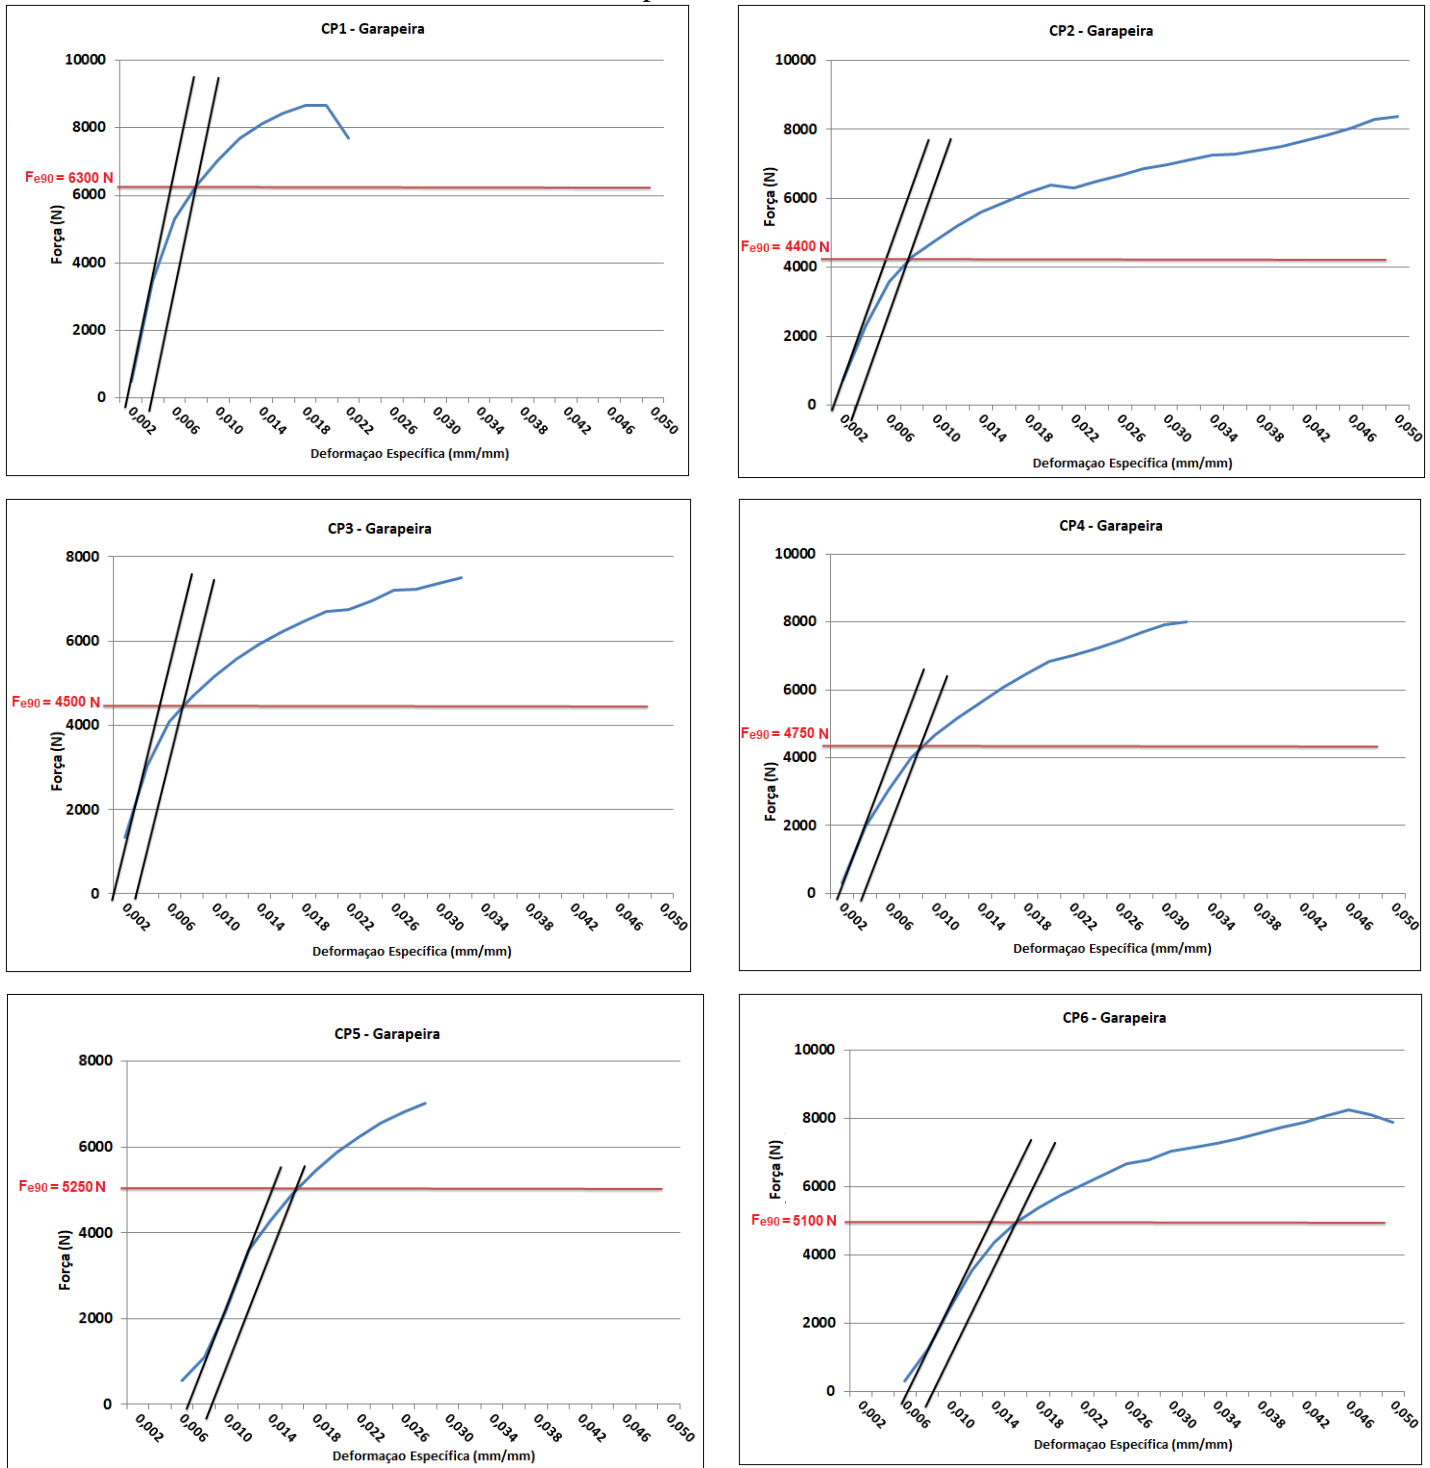 CP1 - Garapeira
10000
8000
Fe90 = 6300 N
6000
4000
2000
0
Força (N)
0,002 0,006 0,010 0,014 0,018 0,022 0,026 0,030 0,034 0,038 0,042 0,046 0,050
Deformaçao Específica (mm/mm)
CP2 - Garapeira
10000
8000
6000
Fe90 = 4400 N
4000
2000
0
Força (N)
0,002 0,006 0,010 0,014 0,018 0,022 0,026 0,030 0,034 0,038 0,042 0,046 0,050
Deformaçao Específica (mm/mm)
CP3 - Garapeira
8000
6000
Fe90 = 4500 N
4000
2000
0
Força (N)
0,002 0,006 0,010 0,014 0,018 0,022 0,026 0,030 0,034 0,038 0,042 0,046 0,050
Deformaçao Específica (mm/mm)
CP4 - Garapeira
10000
8000
6000
Fe90 = 4750 N
4000
2000
0
Força (N)
0,002 0,006 0,010 0,014 0,018 0,022 0,026 0,030 0,034 0,038 0,042 0,046 0,050
Deformaçao Específica (mm/mm)
CP5 - Garapeira
8000
6000
Fe90 = 5250 N
4000
2000
0
Força (N)
0,002 0,006 0,010 0,014 0,018 0,022 0,026 0,030 0,034 0,038 0,042 0,046 0,050
Deformaçao Específica (mm/mm)
CP6 - Garapeira
10000
8000
6000
Fe90 = 5100 N
4000
2000
0
Força (N)
0,002 0,006 0,010 0,014 0,018 0,022 0,026 0,030 0,034 0,038 0,042 0,046 0,050
Deformaçao Específica (mm/mm)